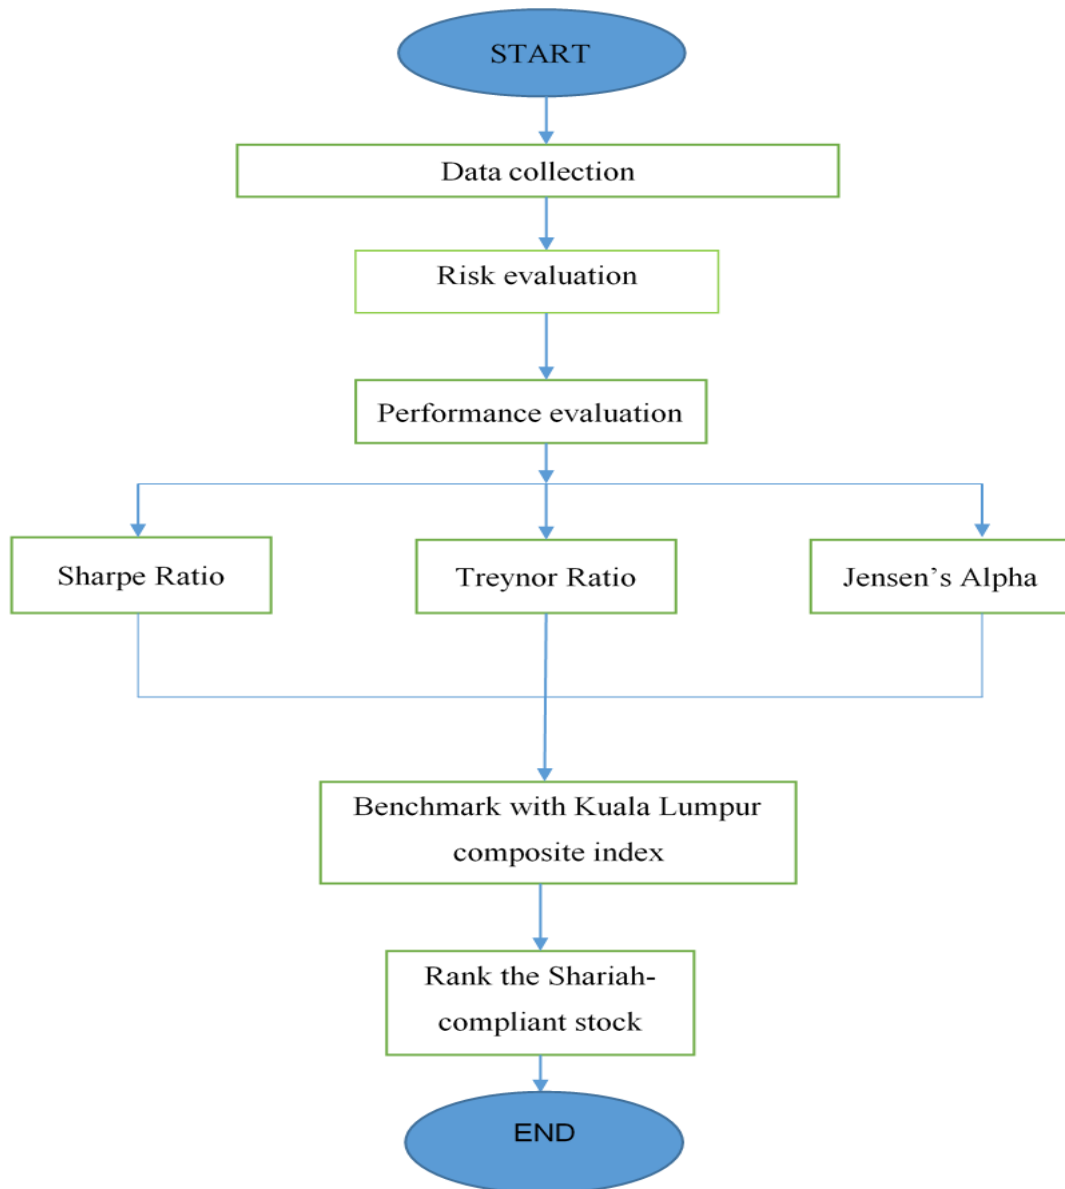 START
Data collection
Risk evaluation
Performance evaluation
Sharpe Ratio
Treynor Ratio
Jensen’s Alpha
Benchmark with Kuala Lumpur
composite index
Rank the Shariah-
compliant stock
END